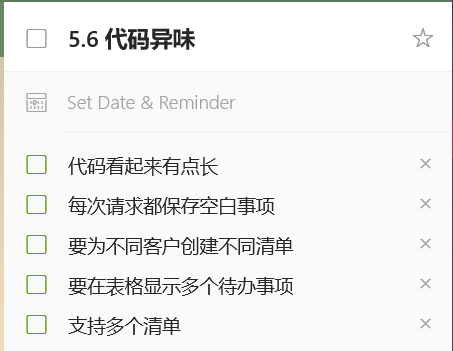 5.6 代码异味
Set Date & Reminder
代码看起来有点长
每次请求都保存空白事项
要为不同客户创建不同清单
要在表格显示多个待办事项
支持多个清单